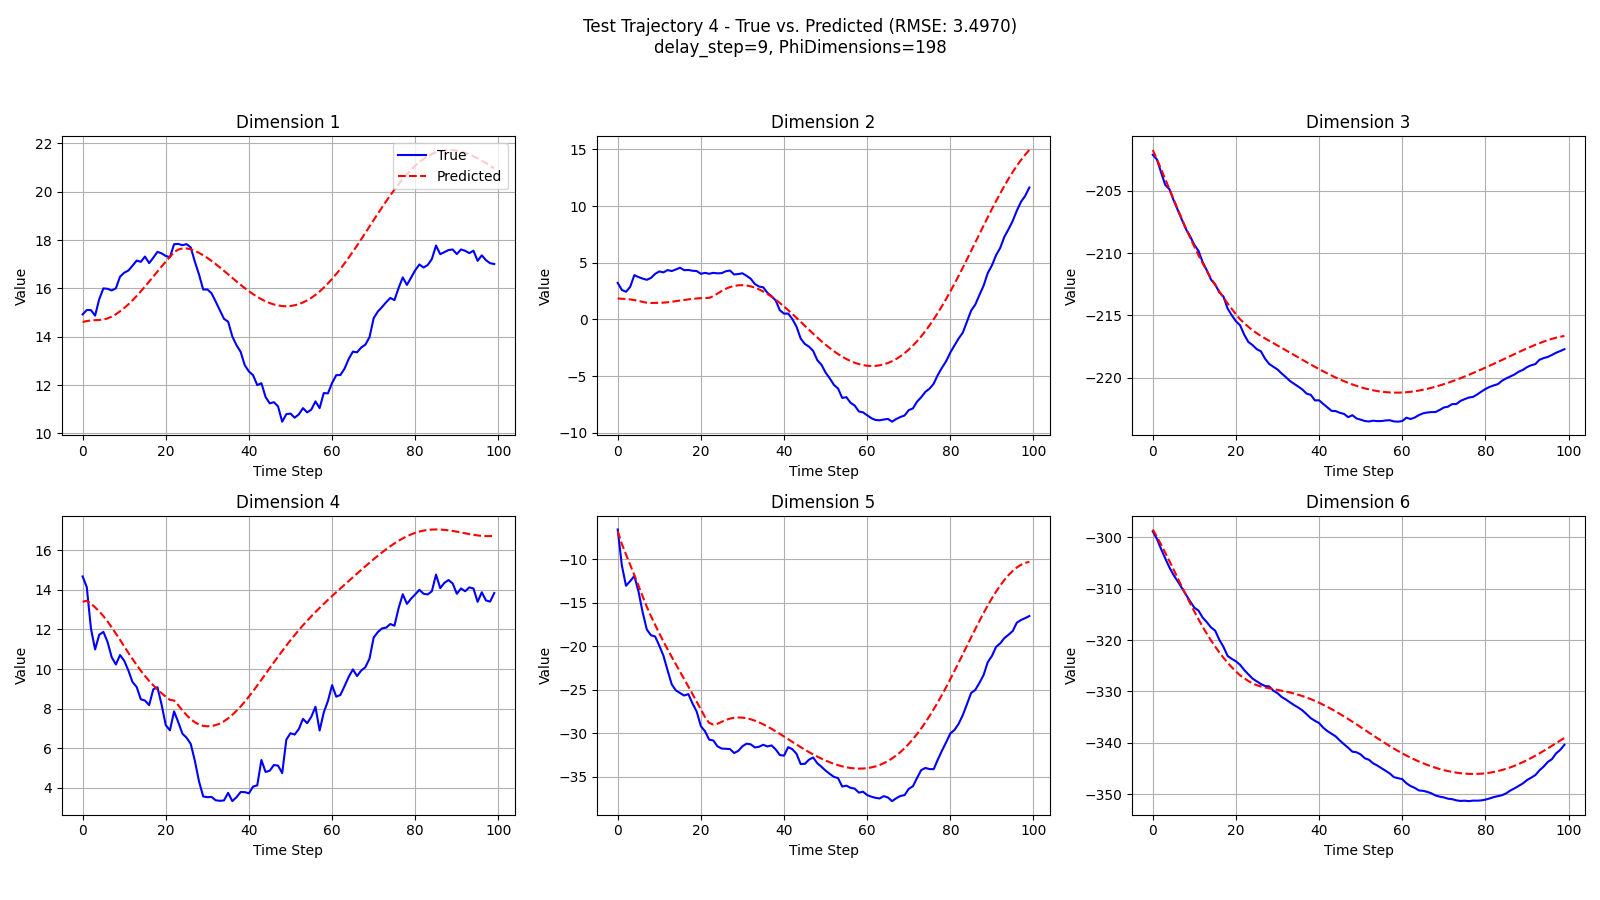 Test Trajectory 4 - True vs. Predicted (RMSE: 3.4970)
delay_step=9, PhiDimensions=198
Dimension 1
22
20
18
16
14
12
10
Value
0 20 40 60 80 100
Time Step
True
Predicted
Dimension 2
15
10
5
0
−5
−10
Value
0 20 40 60 80 100
Time Step
Dimension 3
−205
−210
−215
−220
Value
0 20 40 60 80 100
Time Step
Dimension 4
16
14
12
10
8
6
4
Value
0 20 40 60 80 100
Time Step
Dimension 5
−10
−15
−20
−25
−30
−35
Value
0 20 40 60 80 100
Time Step
Dimension 6
−300
−310
−320
−330
−340
−350
Value
0 20 40 60 80 100
Time Step